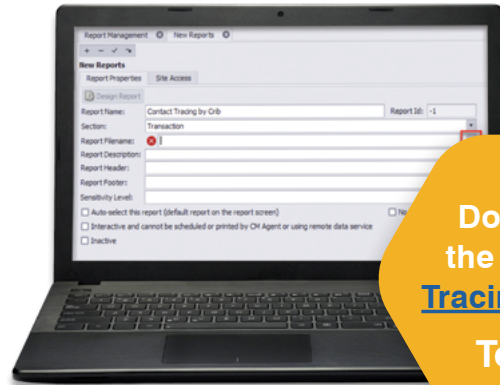 Report Management New Reports
New Reports
Report Properties Site Access
Design Report
Report Name: Contact Tracing by Crib Report Id: -1
Section: Transaction
Report Filename:
Report Description:
Report Header:
Report Footer:
Sensitivity Level:
Auto-select this report (default report on the report screen) No
Interactive and cannot be scheduled or printed by CM Agent or using remote data service
Inactive
Do
the
Tracin
Te